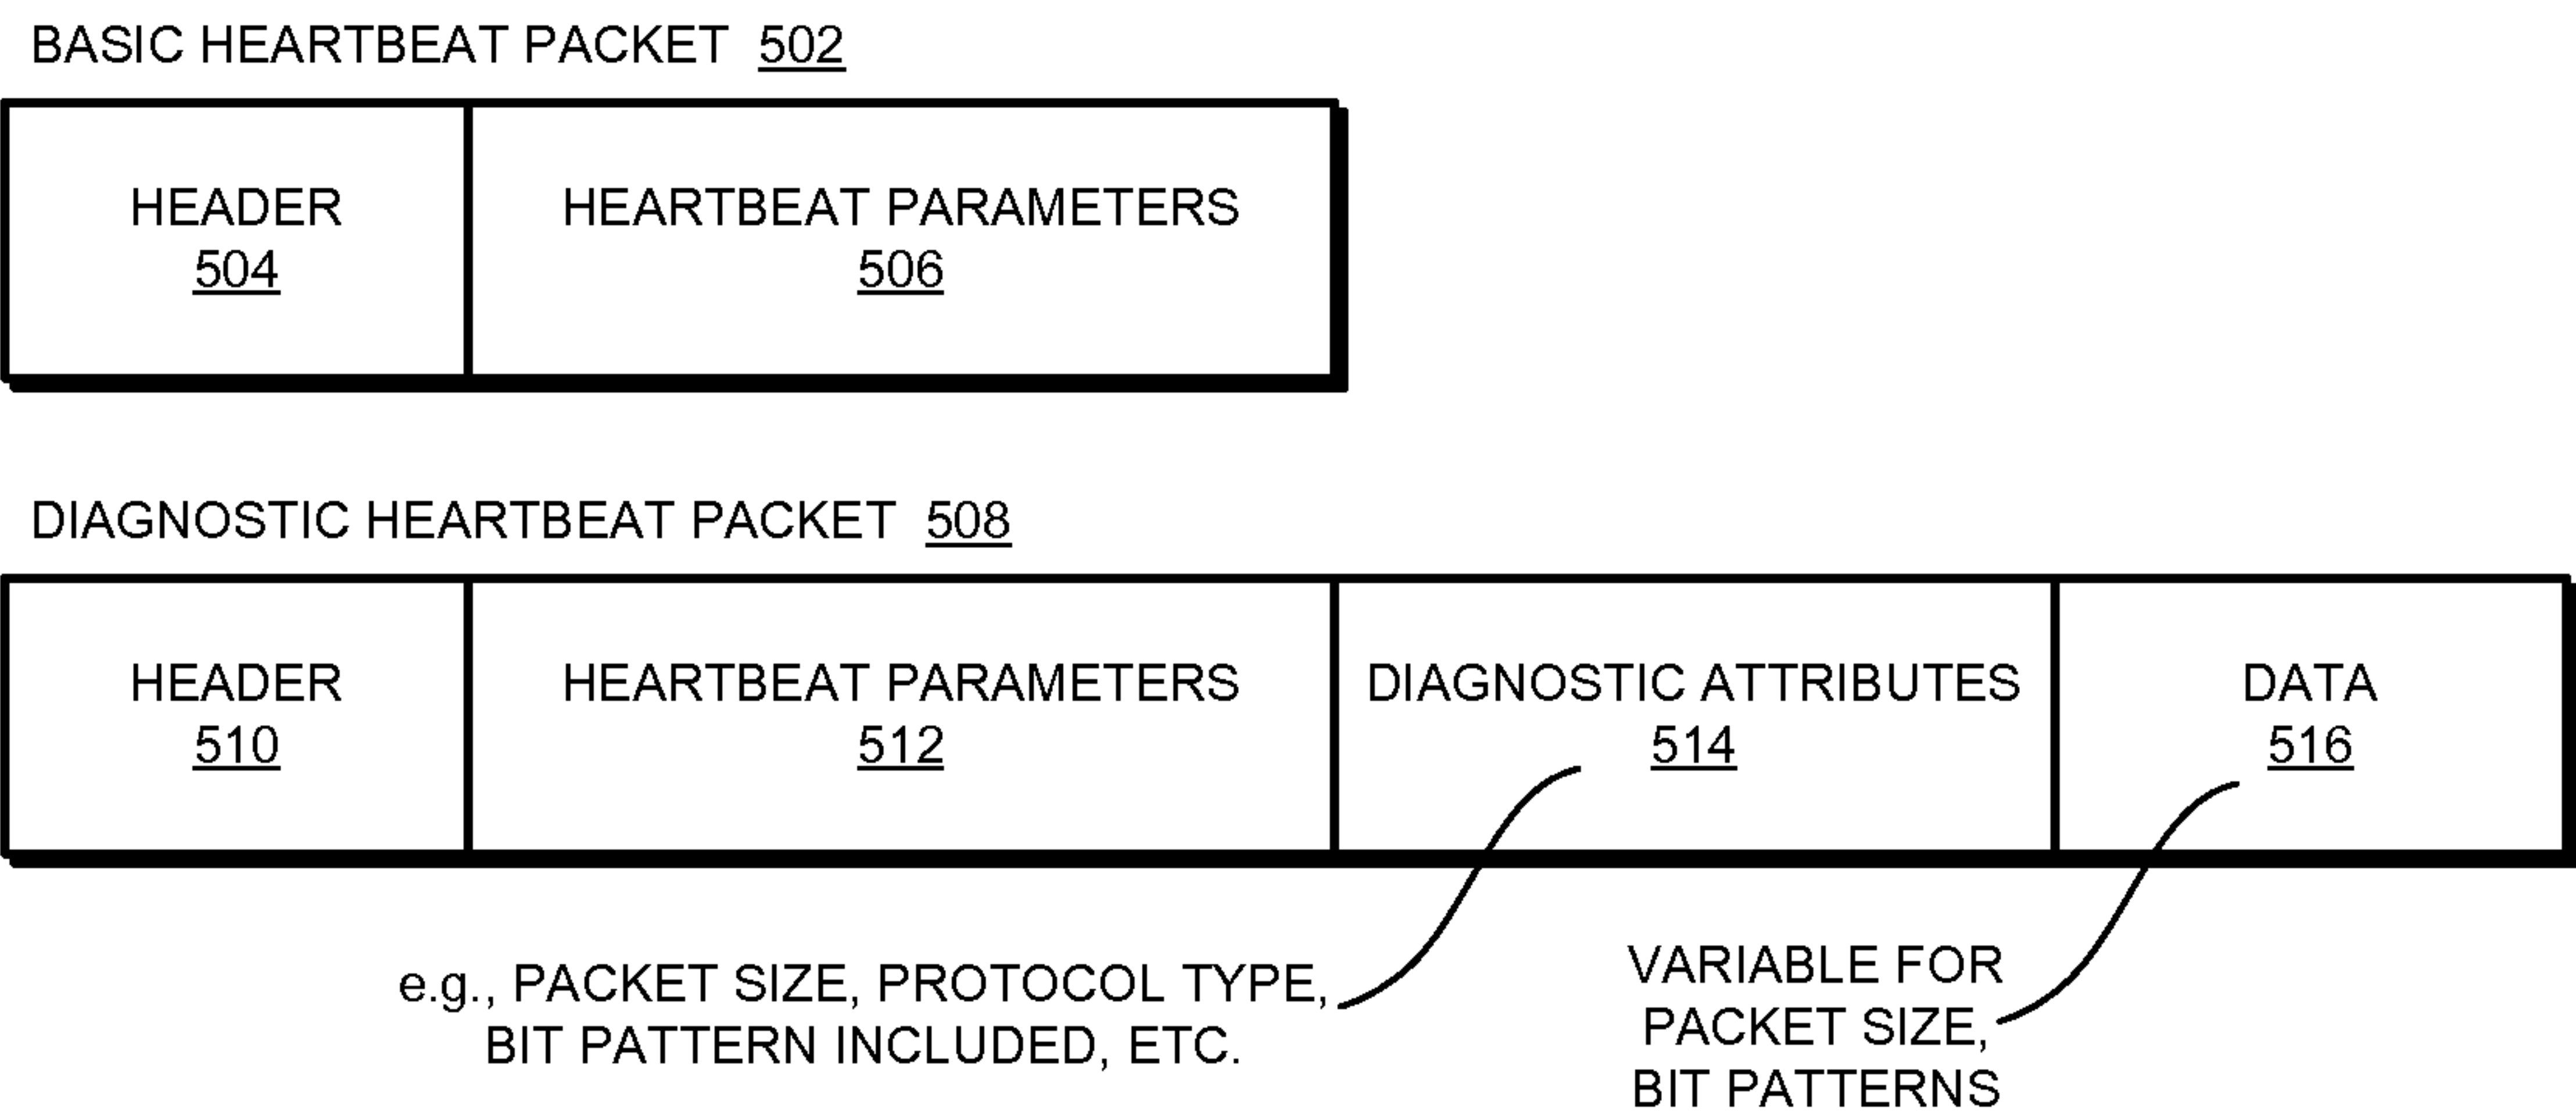 BASIC HEARTBEAT PACKET 502
HEADER
504
HEARTBEAT PARAMETERS
506
DIAGNOSTIC HEARTBEAT PACKET 508
HEADER
510
HEARTBEAT PARAMETERS
512
DIAGNOSTIC ATTRIBUTES
514
DATA
516
e.g., PACKET SIZE, PROTOCOL TYPE,
BIT PATTERN INCLUDED, ETC.
VARIABLE FOR
PACKET SIZE,
BIT PATTERNS